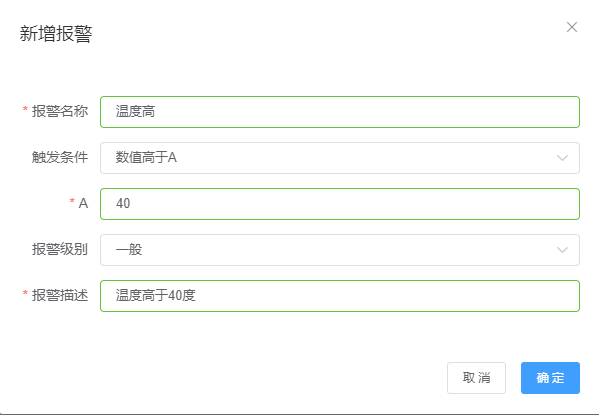 新增报警
* 报警名称 温度高
触发条件 数值高于A
* A 40
报警级别 一般
* 报警描述 温度高于40度
取消 确定